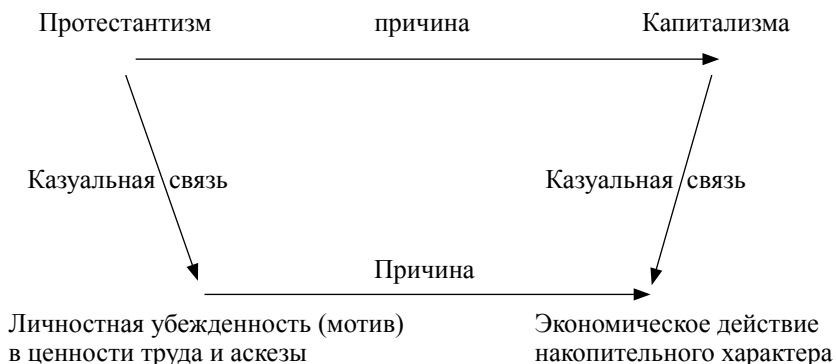 Протестантизм причина Капитализма
Казуальная связь Казуальная связь
Причина
Личностная убежденность (мотив)
в ценности труда и аскезы
Экономическое действие
накопительного характера